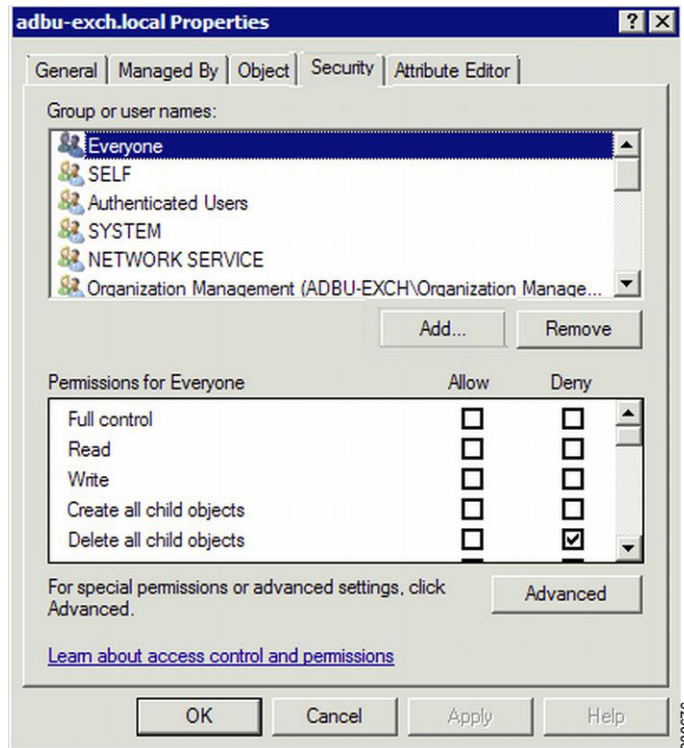 adbu-exch.local Properties
General Managed By Object Security Attribute Editor
Group or user names:
Everyone
SELF
Authenticated Users
SYSTEM
NETWORK SERVICE
Organization Management (ADBU-EXCH\Organization Manage...
Add... Remove
Permissions for Everyone Allow Deny
Full control
Read
Write
Create all child objects
Delete all child objects
For special permissions or advanced settings, click
Advanced.
Advanced
Learn about access control and permissions
OK Cancel Apply Help